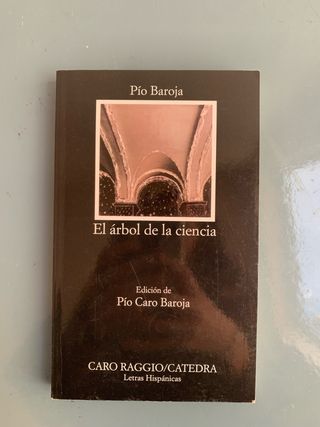 Pío Baroja
El árbol de la ciencia
Edición de
Pío Caro Baroja
CARO RAGGIO/CATEDRA
Letras Hispánicas